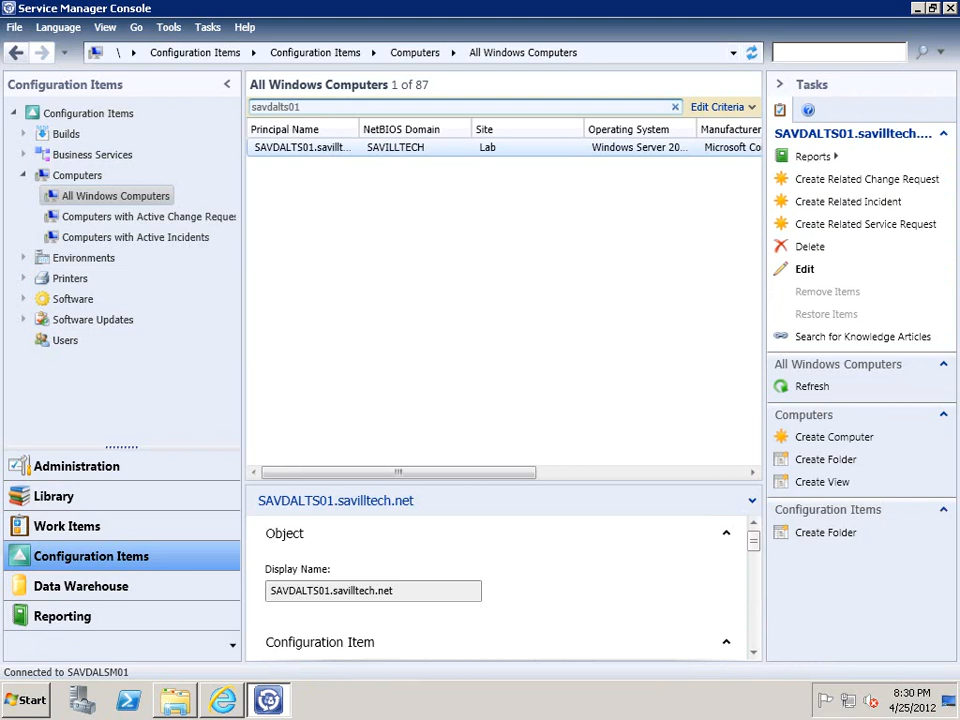 Service Manager Console
File Language View Go Tools Tasks Help
\ Configuration Items Configuration Items Computers All Windows Computers
Configuration Items
Configuration Items
Builds
Business Services
Computers
All Windows Computers
Computers with Active Change Reque
Computers with Active Incidents
Environments
Printers
Software
Software Updates
Users
Administration
Library
Work Items
Configuration Items
Data Warehouse
Reporting
All Windows Computers 1 of 87
savdalts01 Edit Criteria
Principal Name NetBIOS Domain Site Operating System Manufacturer
SAVDALTS01.savillt... SAVILLTECH Lab Windows Server 20... Microsoft Co
SAVDALTS01.savilltech.net
Object
Display Name:
SAVDALTS01.savilltech.net
Configuration Item
Tasks
SAVDALTS01.savilltech....
Reports
Create Related Change Request
Create Related Incident
Create Related Service Request
Delete
Edit
Remove Items
Restore Items
Search for Knowledge Articles
All Windows Computers
Refresh
Computers
Create Computer
Create Folder
Create View
Configuration Items
Create Folder
Connected to SAVDALSM01
Start
8:30 PM
4/25/2012